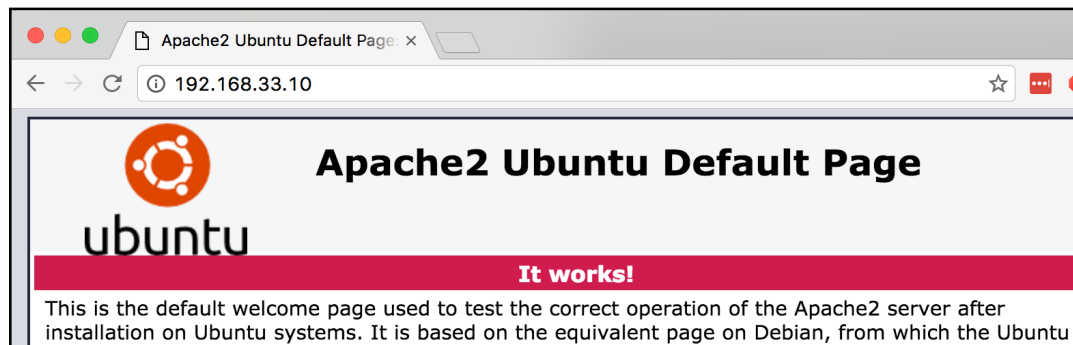 Apache2 Ubuntu Default Page:
192.168.33.10
ubuntu
Apache2 Ubuntu Default Page
It works!
This is the default welcome page used to test the correct operation of the Apache2 server after
installation on Ubuntu systems. It is based on the equivalent page on Debian, from which the Ubuntu